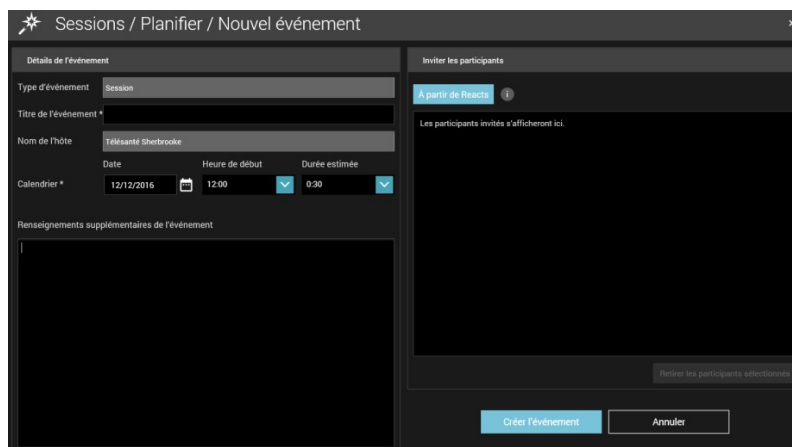 Sessions / Planifier / Nouvel événement
Détails de l'événement
Type d'événement
Session
Titre de l'événement *
Nom de l'hôte
Télésanté Sherbrooke
Date
Heure de début
Durée estimée
Calendrier *
12/12/2016
12:00
0:30
Renseignements supplémentaires de l'événement
Inviter les participants
À partir de Reacts
i
Les participants invités s'afficheront ici.
Retirer les participants sélectionnés
Créer l'événement
Annuler